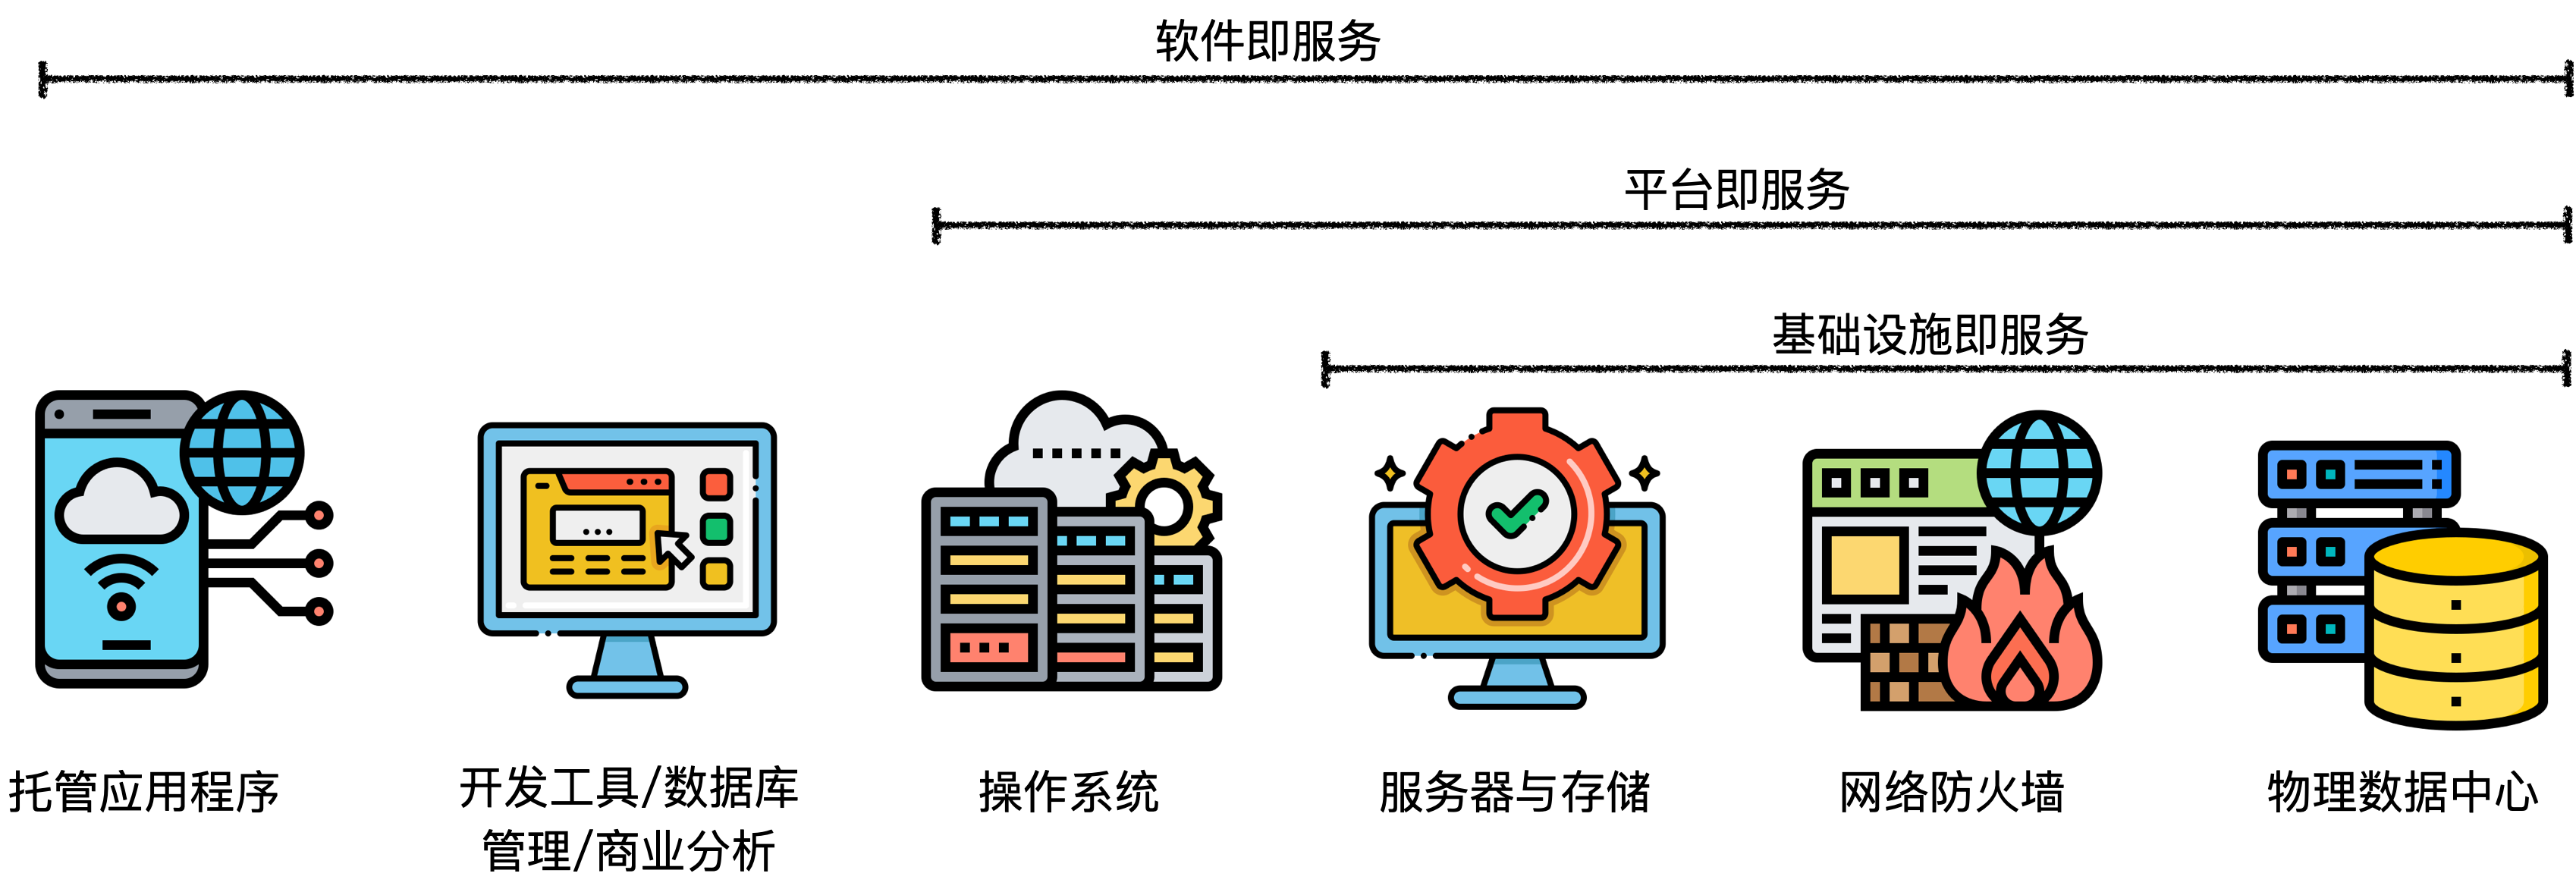 软件即服务
平台即服务
基础设施即服务
托管应用程序
开发工具/数据库
管理/商业分析
操作系统
服务器与存储
网络防火墙
物理数据中心